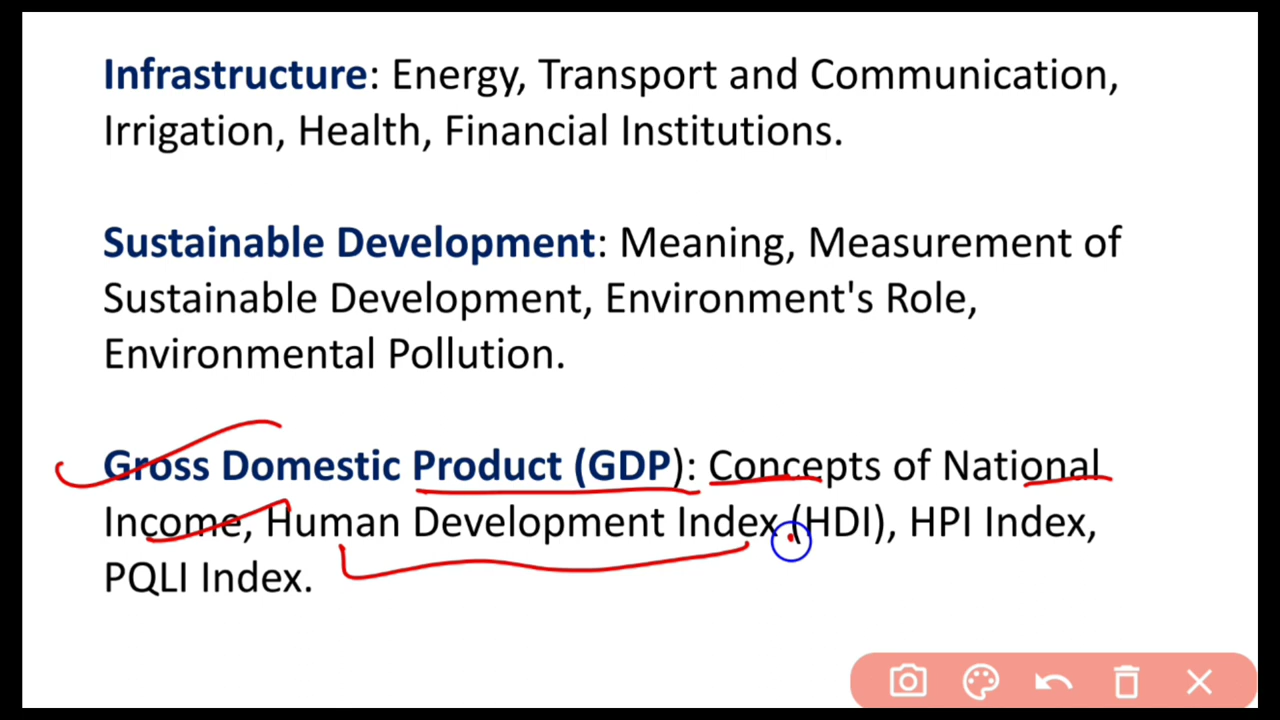 Infrastructure: Energy, Transport and Communication,
Irrigation, Health, Financial Institutions.
Sustainable Development: Meaning, Measurement of
Sustainable Development, Environment's Role,
Environmental Pollution.
Gross Domestic Product (GDP): Concepts of National
Income, Human Development Index (HDI), HPI Index,
PQLI Index.